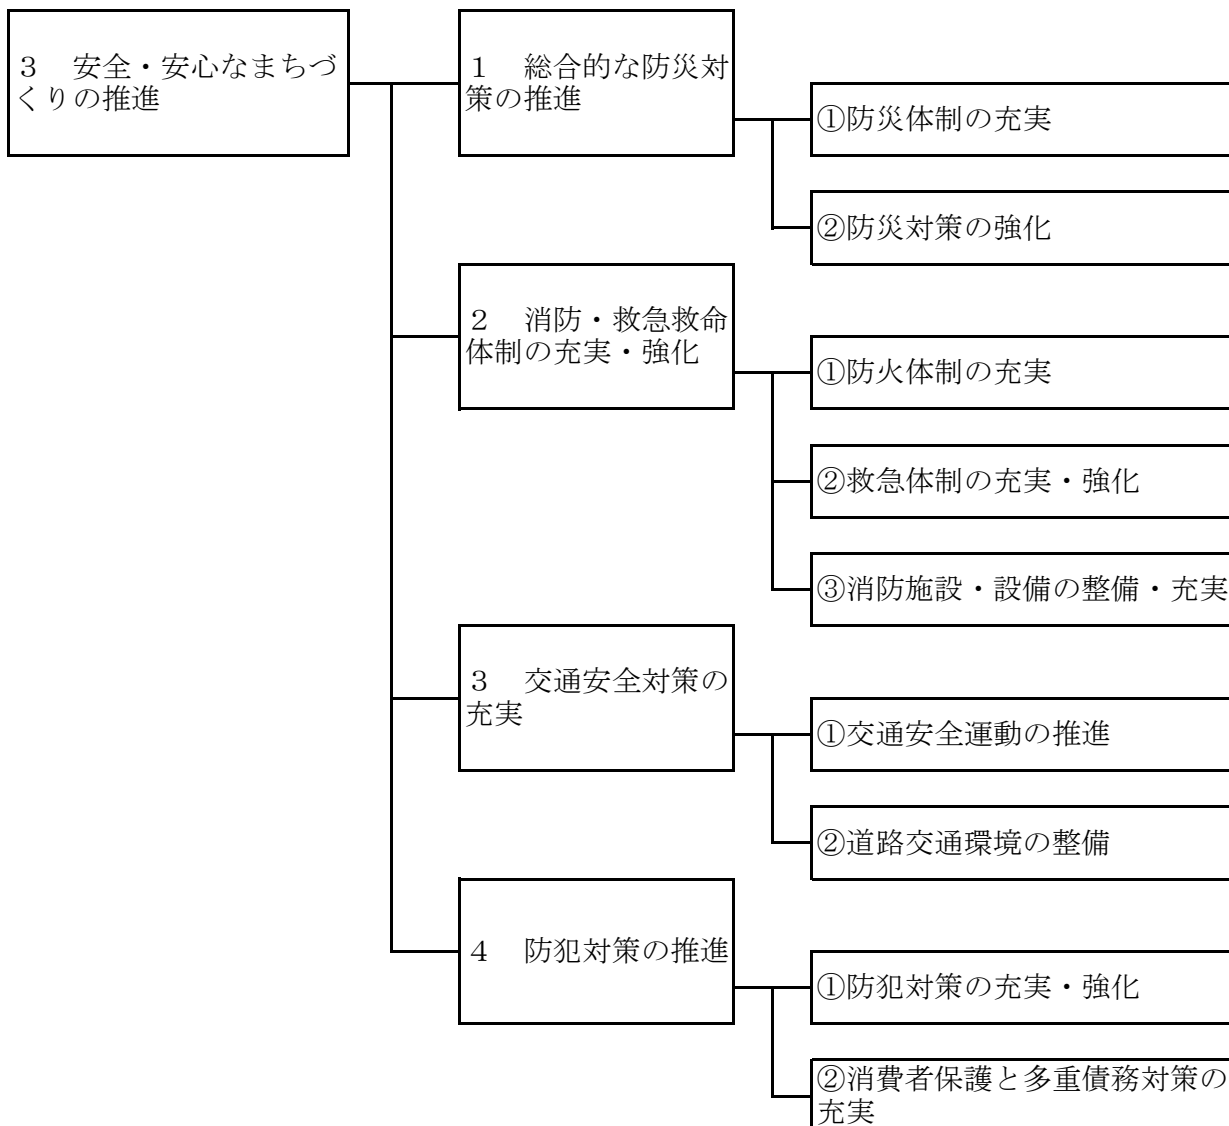 ３　安全・安心なまちづ
くりの推進
１　総合的な防災対
策の推進
①防災体制の充実
②防災対策の強化
２　消防・救急救命
体制の充実・強化
①防火体制の充実
②救急体制の充実・強化
③消防施設・設備の整備・充実
３　交通安全対策の
充実
①交通安全運動の推進
②道路交通環境の整備
４　防犯対策の推進
①防犯対策の充実・強化
②消費者保護と多重債務対策の
充実